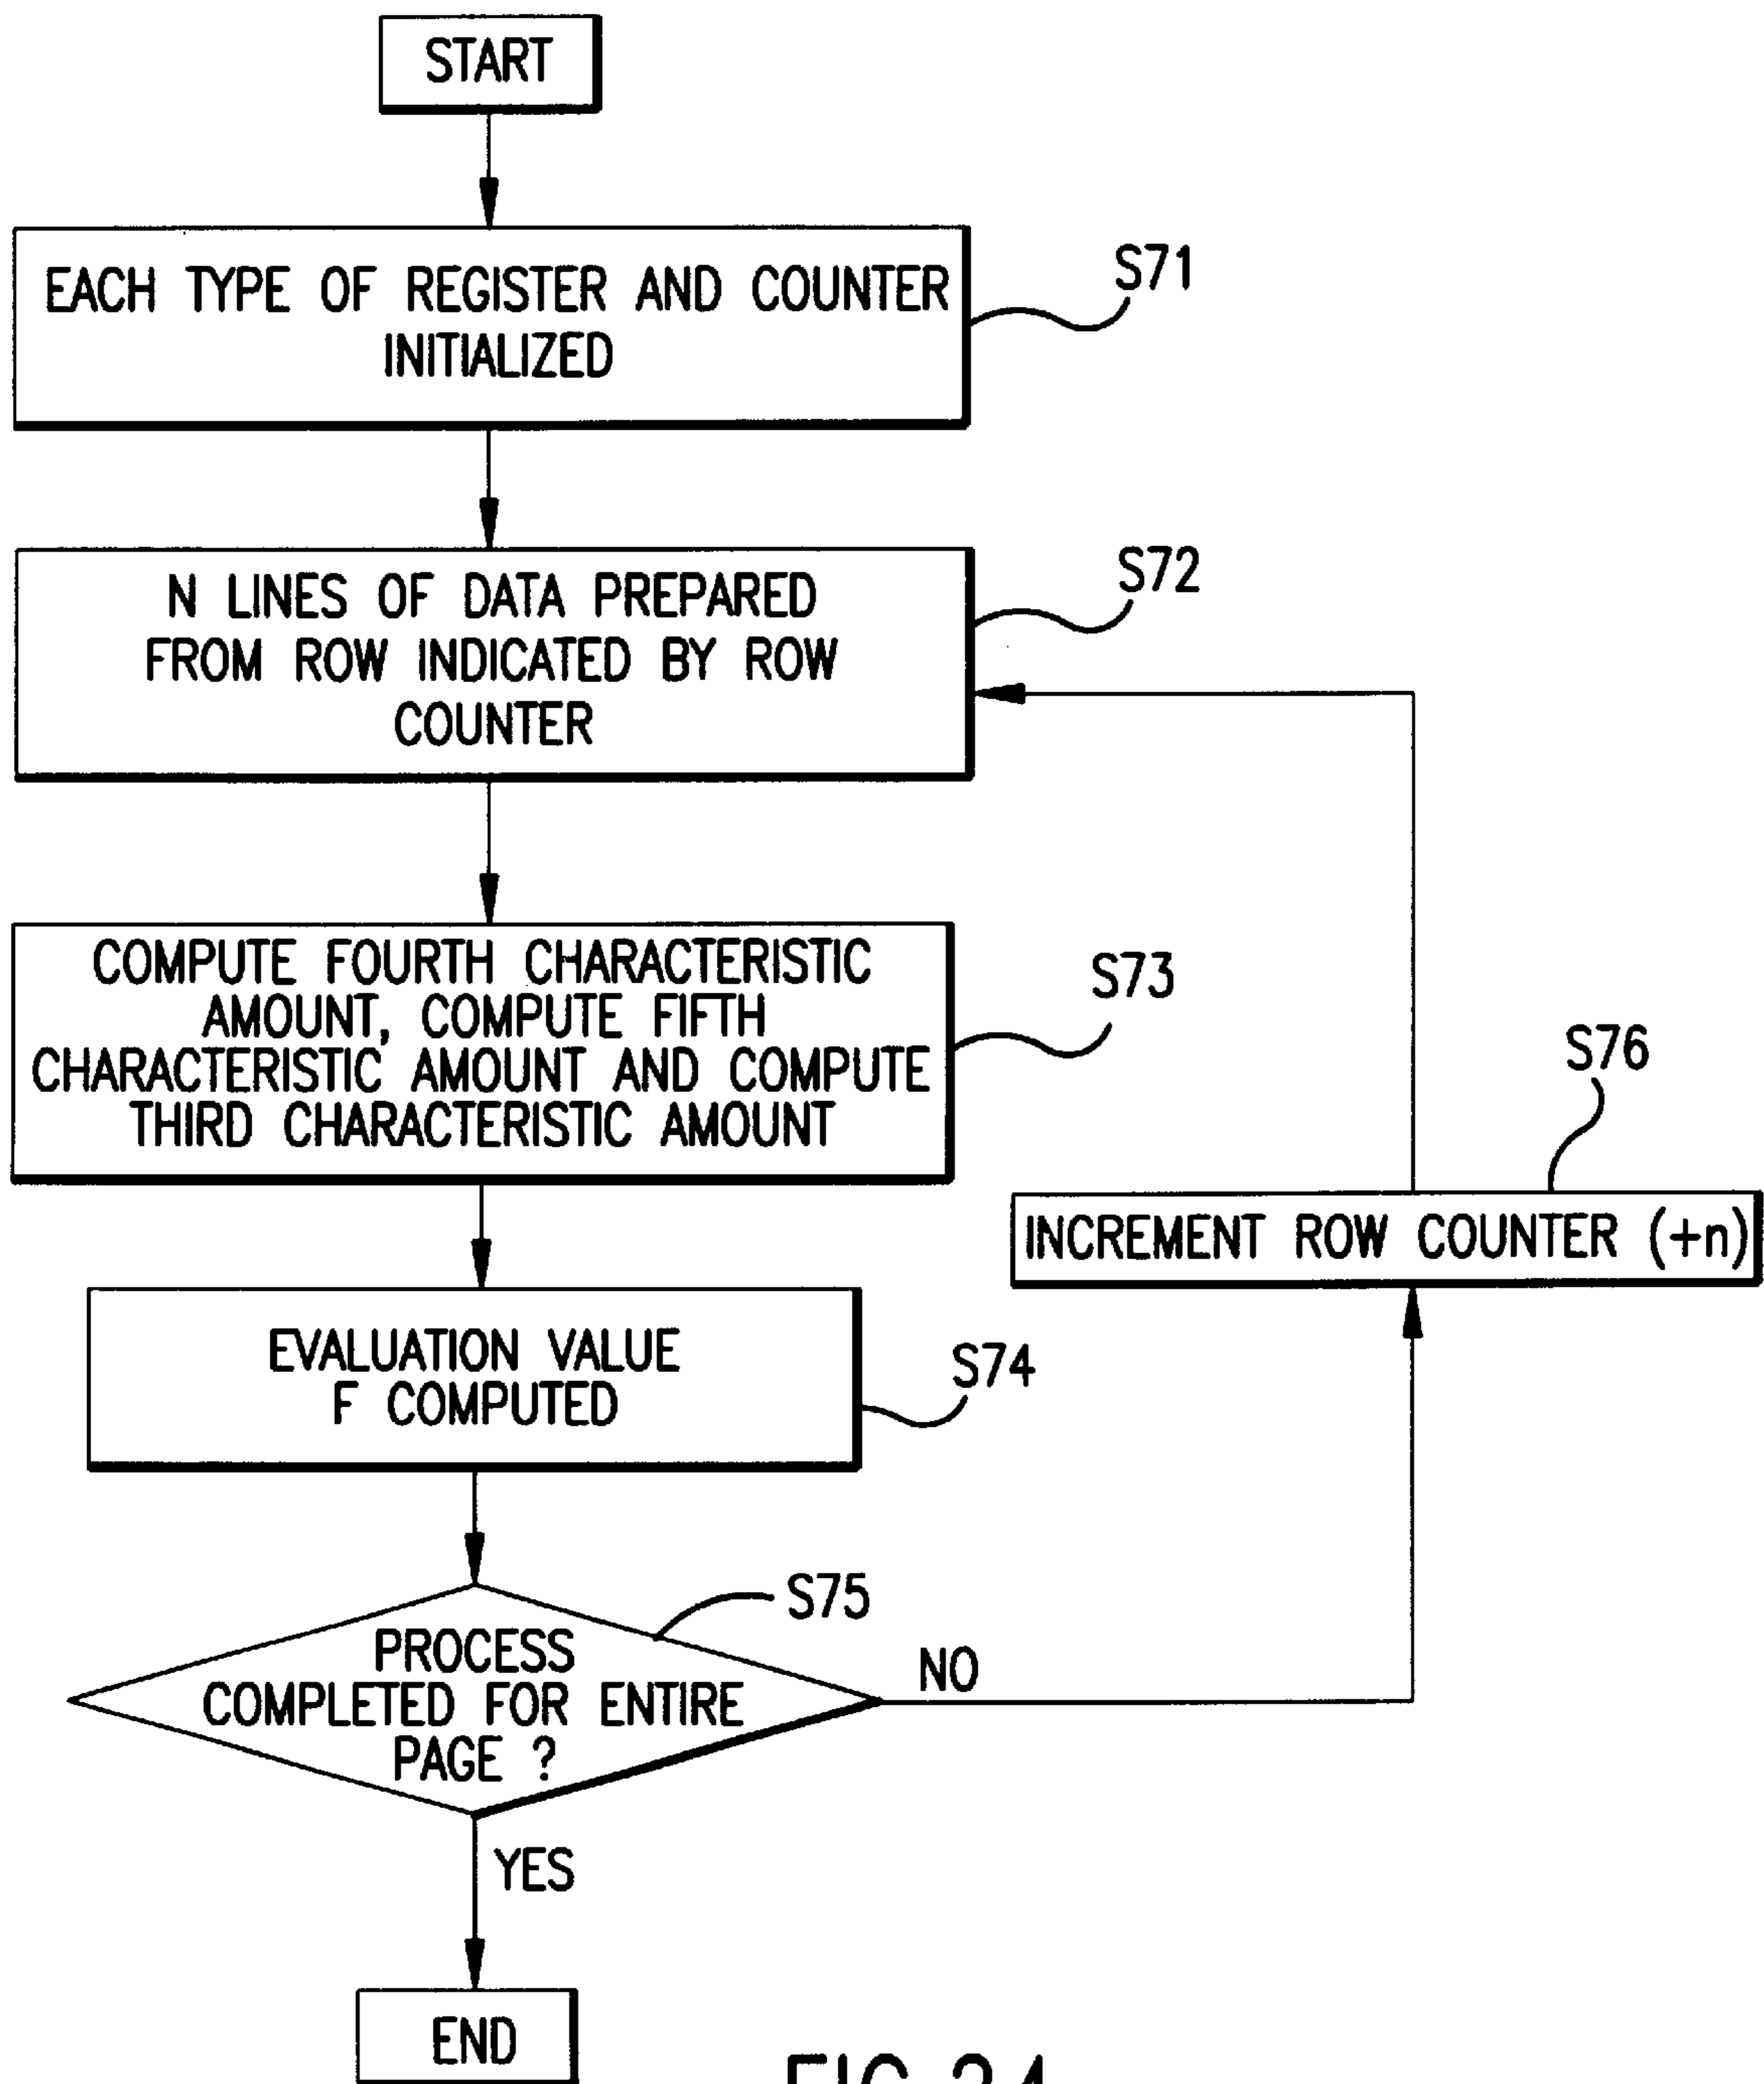 START
EACH TYPE OF REGISTER AND COUNTER
INITIALIZED
S71
N LINES OF DATA PREPARED
FROM ROW INDICATED BY ROW
COUNTER
S72
COMPUTE FOURTH CHARACTERISTIC
AMOUNT, COMPUTE FIFTH
CHARACTERISTIC AMOUNT AND COMPUTE
THIRD CHARACTERISTIC AMOUNT
S73
S76
INCREMENT ROW COUNTER (+n)
EVALUATION VALUE
F COMPUTED
S74
S75
PROCESS
COMPLETED FOR ENTIRE
PAGE ?
NO
YES
END